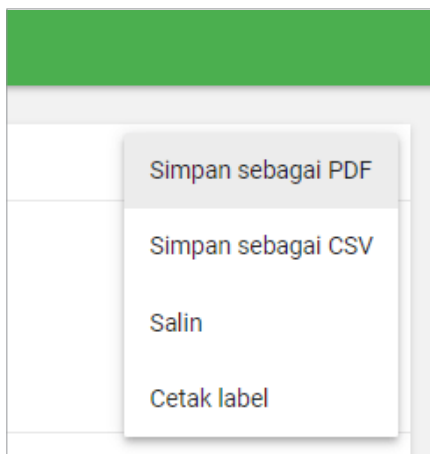 Simpan sebagai PDF
Simpan sebagai CSV
Salin
Cetak label